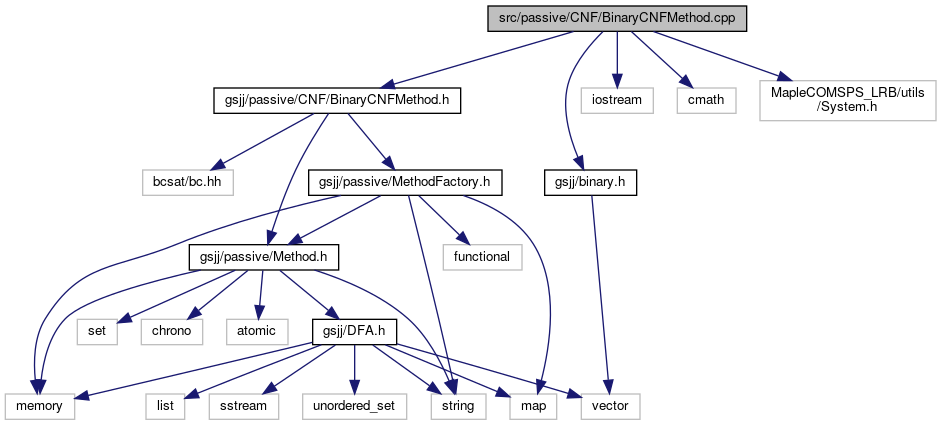 src/passive/CNF/BinaryCNFMethod.cpp
gsjj/passive/CNF/BinaryCNFMethod.h
iostream
cmath
MapleCOMSPS_LRB/utils
/System.h
bcsat/bc.hh
gsjj/passive/MethodFactory.h
gsjj/binary.h
gsjj/passive/Method.h
functional
set
chrono
atomic
gsjj/DFA.h
memory
list
sstream
unordered_set
string
map
vector